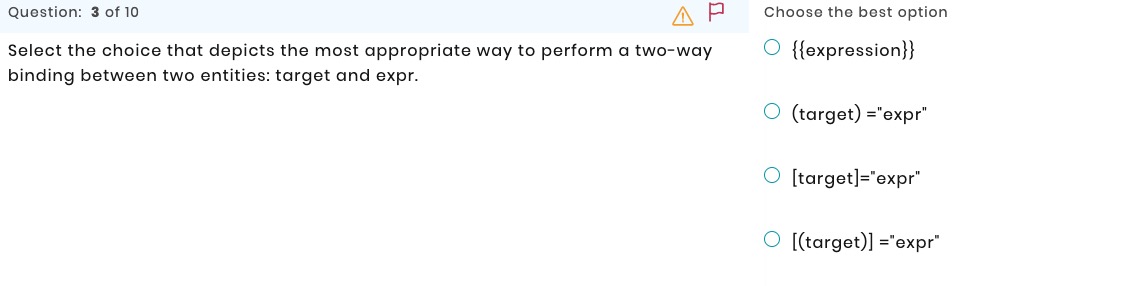 Question: 3 of 10
Select the choice that depicts the most appropriate way to perform a two-way
binding between two entities: target and expr.
Choose the best option
{{expression}}
(target) ="expr"
[target]="expr"
[(target)] ="expr"